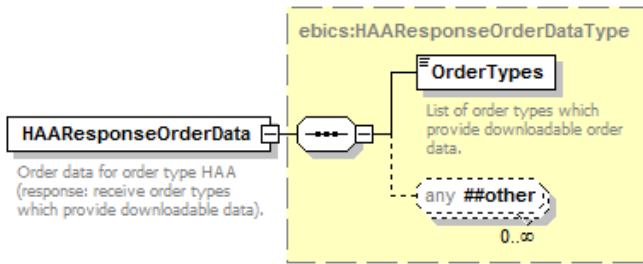 ebics:HAAResponseOrderDataType
OrderTypes
List of order types which
provide downloadable order
data.
HAAResponseOrderData
Order data for order type HAA
(response: receive order types
which provide downloadable data).
any ##other
0..∞